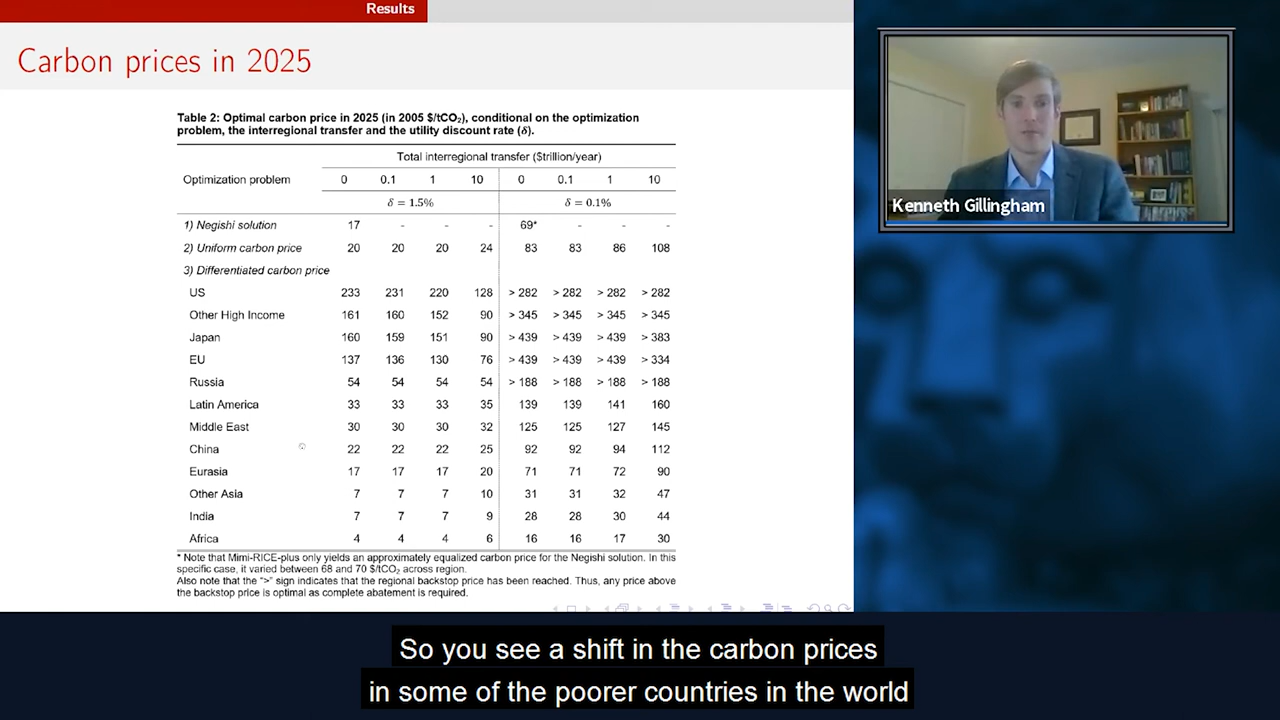 Results
Carbon prices in 2025
Table 2: Optimal carbon price in 2025 (in 2005 $/tCO₂), conditional on the optimization
problem, the interregional transfer and the utility discount rate (δ).
Total interregional transfer ($trillion/year)
Optimization problem 0 0.1 1 10 0 0.1 1 10
δ = 1.5% δ = 0.1%
1) Negishi solution 17 - - - 69* - - -
2) Uniform carbon price 20 20 20 24 83 83 86 108
3) Differentiated carbon price
US 233 231 220 128 > 282 > 282 > 282 > 282
Other High Income 161 160 152 90 > 345 > 345 > 345 > 345
Japan 160 159 151 90 > 439 > 439 > 439 > 383
EU 137 136 130 76 > 439 > 439 > 439 > 334
Russia 54 54 54 54 > 188 > 188 > 188 > 188
Latin America 33 33 33 35 139 139 141 160
Middle East 30 30 30 32 125 125 127 145
China 22 22 22 25 92 92 94 112
Eurasia 17 17 17 20 71 71 72 90
Other Asia 7 7 7 10 31 31 32 47
India 7 7 7 9 28 28 30 44
Africa 4 4 4 6 16 16 17 30
* Note that Mimi-RICE-plus only yields an approximately equalized carbon price for the Negishi solution. In this
specific case, it varied between 68 and 70 $/tCO₂ across region.
Also note that the ">" sign indicates that the regional backstop price has been reached. Thus, any price above
the backstop price is optimal as complete abatement is required.
Kenneth Gillingham
So you see a shift in the carbon prices
in some of the poorer countries in the world